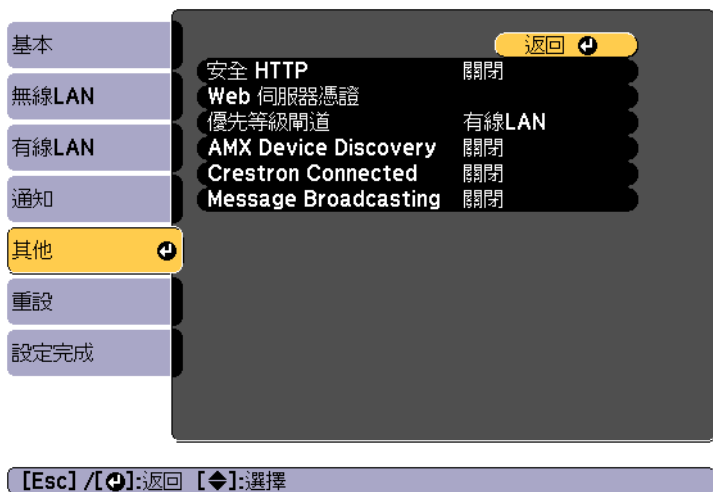 基本
無線LAN
有線LAN
通知
其他
重設
設定完成
返回
安全 HTTP 關閉
Web 伺服器憑證
優先等級閘道 有線LAN
AMX Device Discovery 關閉
Crestron Connected 關閉
Message Broadcasting 關閉
[Esc] /[⏎]:返回 [◆]:選擇